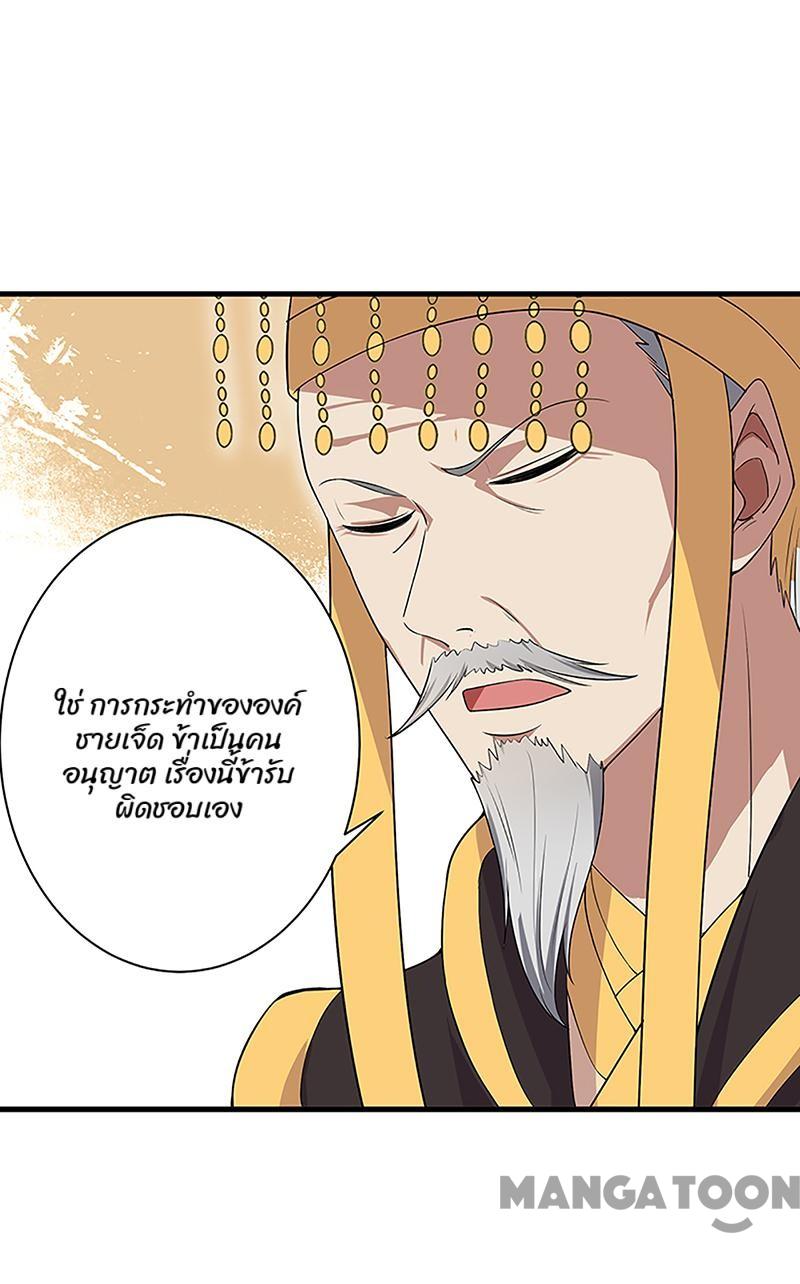 ใช่ การกระทำขององค์
ชายเจ็ด ข้าเป็นคน
อนุญาต เรื่องนี้ข้ารับ
ผิดชอบเอง
MANGATOON